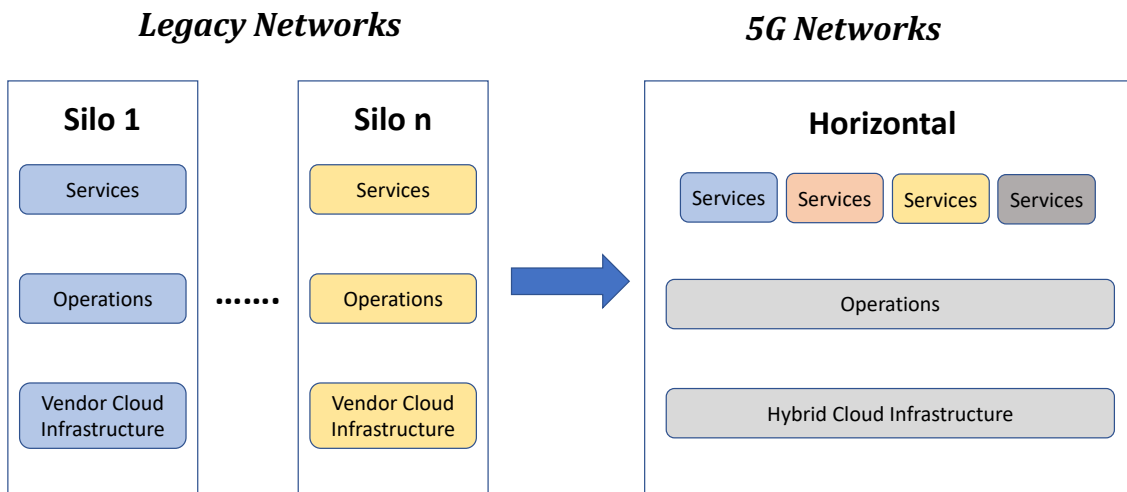 Legacy Networks
5G Networks
Silo 1
Services
Operations
Vendor Cloud
Infrastructure
.......
Silo n
Services
Operations
Vendor Cloud
Infrastructure
Horizontal
Services Services Services Services
Operations
Hybrid Cloud Infrastructure